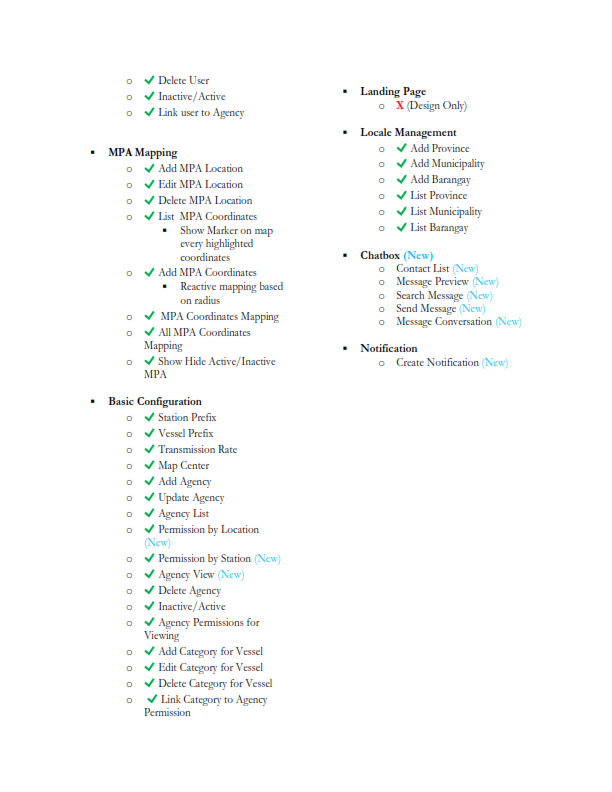 o ✔ Delete User
o ✔ Inactive/Active
o ✔ Link user to Agency
▪ MPA Mapping
o ✔ Add MPA Location
o ✔ Edit MPA Location
o ✔ Delete MPA Location
o ✔ List MPA Coordinates
▪ Show Marker on map
every highlighted
coordinates
o ✔ Add MPA Coordinates
▪ Reactive mapping based
on radius
o ✔ MPA Coordinates Mapping
o ✔ All MPA Coordinates
Mapping
o ✔ Show Hide Active/Inactive
MPA
▪ Basic Configuration
o ✔ Station Prefix
o ✔ Vessel Prefix
o ✔ Transmission Rate
o ✔ Map Center
o ✔ Add Agency
o ✔ Update Agency
o ✔ Agency List
o ✔ Permission by Location
(New)
o ✔ Permission by Station (New)
o ✔ Agency View (New)
o ✔ Delete Agency
o ✔ Inactive/Active
o ✔ Agency Permissions for
Viewing
o ✔ Add Category for Vessel
o ✔ Edit Category for Vessel
o ✔ Delete Category for Vessel
o ✔ Link Category to Agency
Permission
▪ Landing Page
o X (Design Only)
▪ Locale Management
o ✔ Add Province
o ✔ Add Municipality
o ✔ Add Barangay
o ✔ List Province
o ✔ List Municipality
o ✔ List Barangay
▪ Chatbox (New)
o Contact List (New)
o Message Preview (New)
o Search Message (New)
o Send Message (New)
o Message Conversation (New)
▪ Notification
o Create Notification (New)